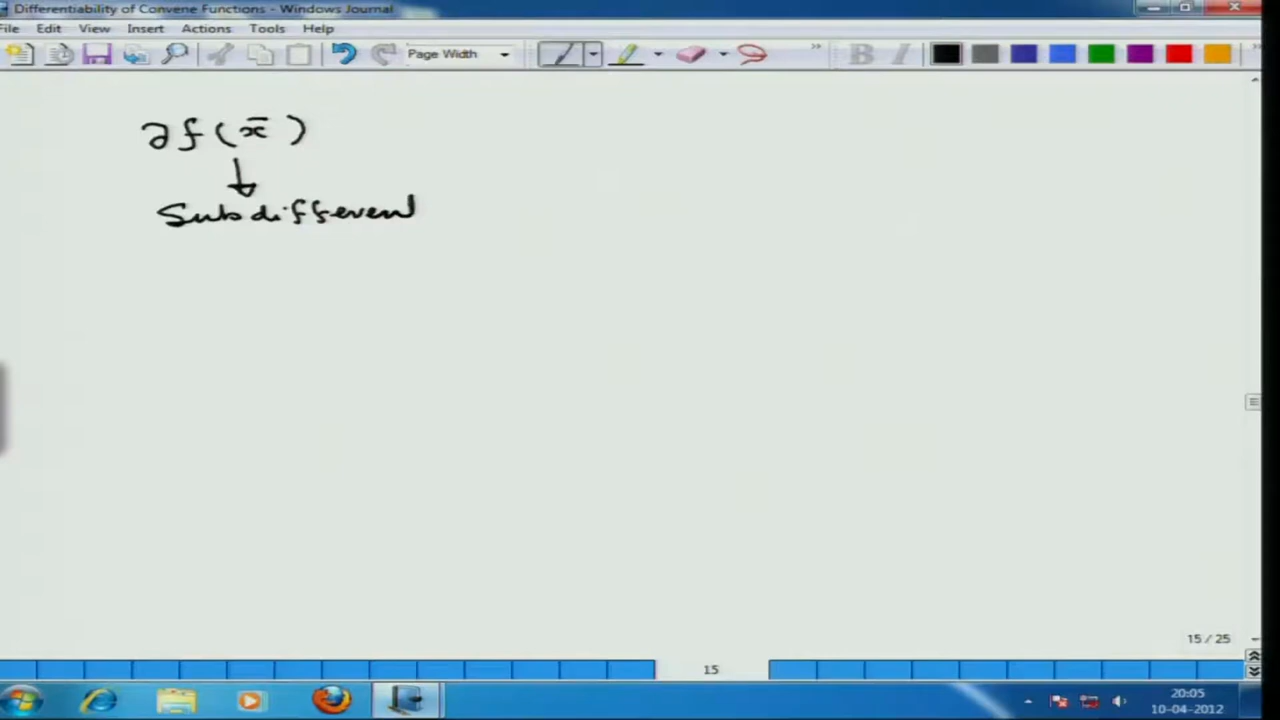 Differentiability of Convene Functions - Windows Journal
File Edit View Insert Actions Tools Help
Page Width
B I
∂f(x̄)
↓
Subdifferent
15 / 25
15
20:05
10-04-2012